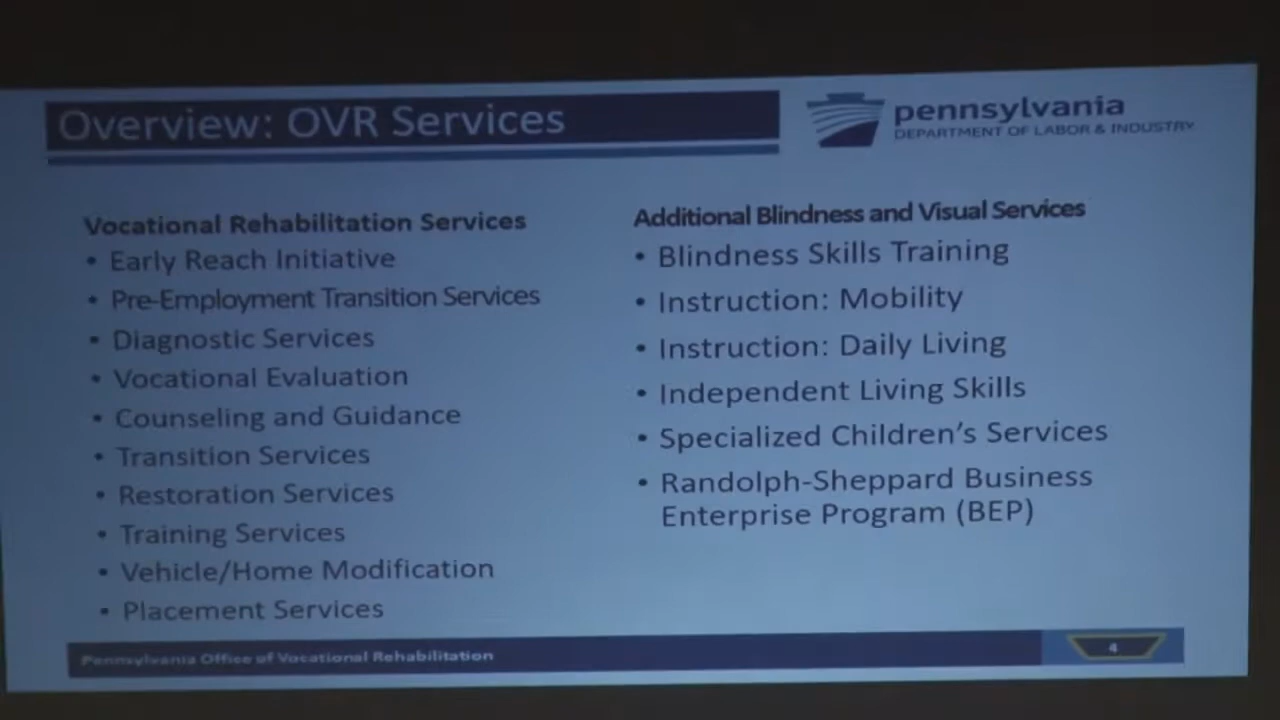 Overview: OVR Services
pennsylvania
DEPARTMENT OF LABOR & INDUSTRY
Vocational Rehabilitation Services
• Early Reach Initiative
• Pre-Employment Transition Services
• Diagnostic Services
• Vocational Evaluation
• Counseling and Guidance
• Transition Services
• Restoration Services
• Training Services
• Vehicle/Home Modification
• Placement Services
Additional Blindness and Visual Services
• Blindness Skills Training
• Instruction: Mobility
• Instruction: Daily Living
• Independent Living Skills
• Specialized Children's Services
• Randolph-Sheppard Business
Enterprise Program (BEP)
Pennsylvania Office of Vocational Rehabilitation
4